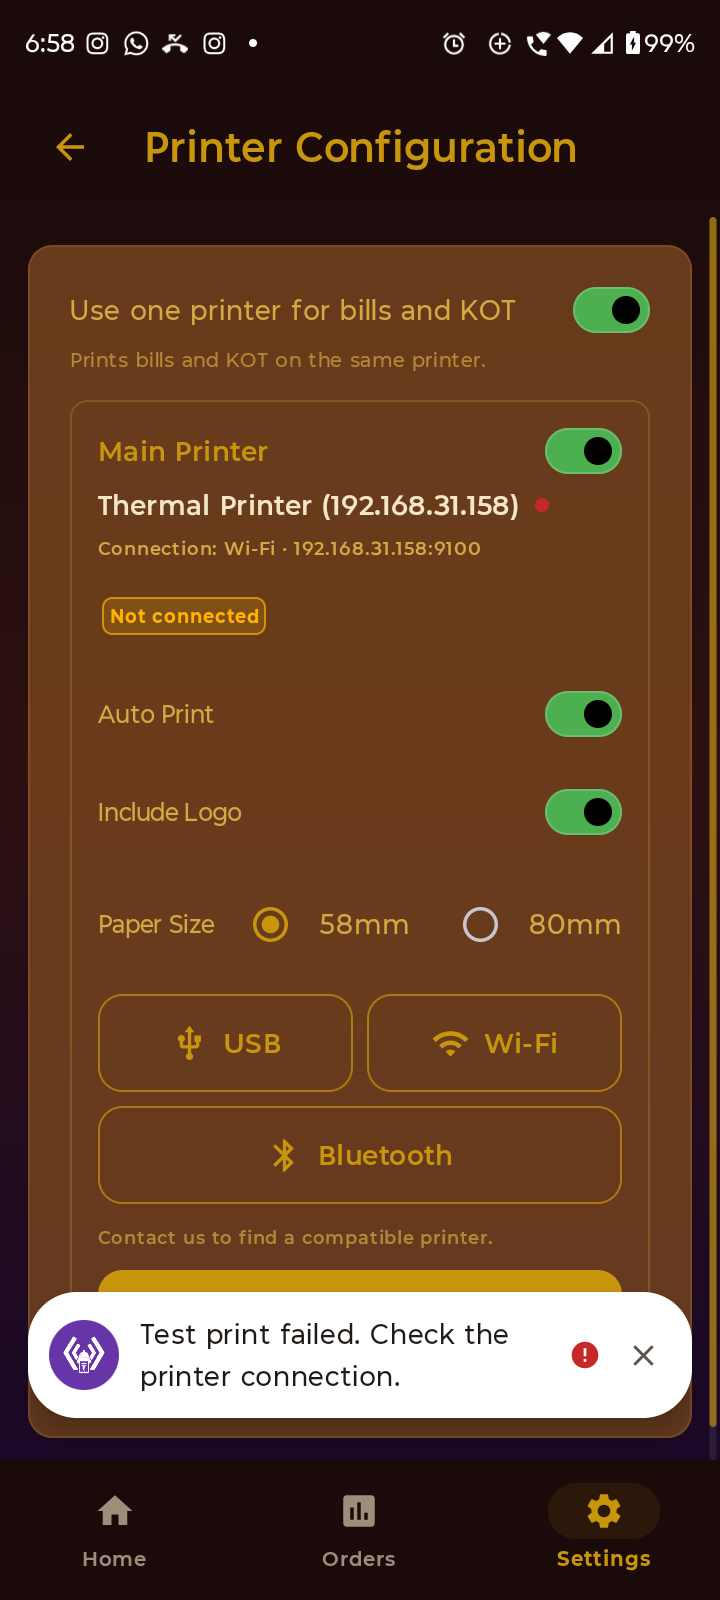 6:58
99%
Printer Configuration
Use one printer for bills and KOT
Prints bills and KOT on the same printer.
Main Printer
Thermal Printer (192.168.31.158)
Connection: Wi-Fi · 192.168.31.158:9100
Not connected
Auto Print
Include Logo
Paper Size 58mm 80mm
USB Wi-Fi
Bluetooth
Contact us to find a compatible printer.
Test print failed. Check the
printer connection.
Home Orders Settings